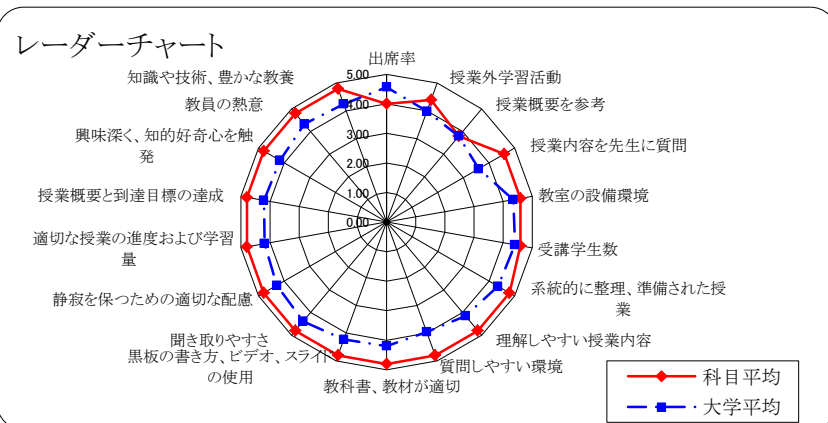 レーダーチャート
出席率
授業外学習活動
授業概要を参考
授業内容を先生に質問
教室の設備環境
受講学生数
系統的に整理、準備された授
業
理解しやすい授業内容
質問しやすい環境
教科書、教材が適切
黒板の書き方、ビデオ、スライド
の使用
聞き取りやすさ
静寂を保つための適切な配慮
適切な授業の進度および学習
量
授業概要と到達目標の達成
興味深く、知的好奇心を触
発
教員の熱意
知識や技術、豊かな教養
5.00
4.00
3.00
2.00
1.00
0.00
科目平均
大学平均